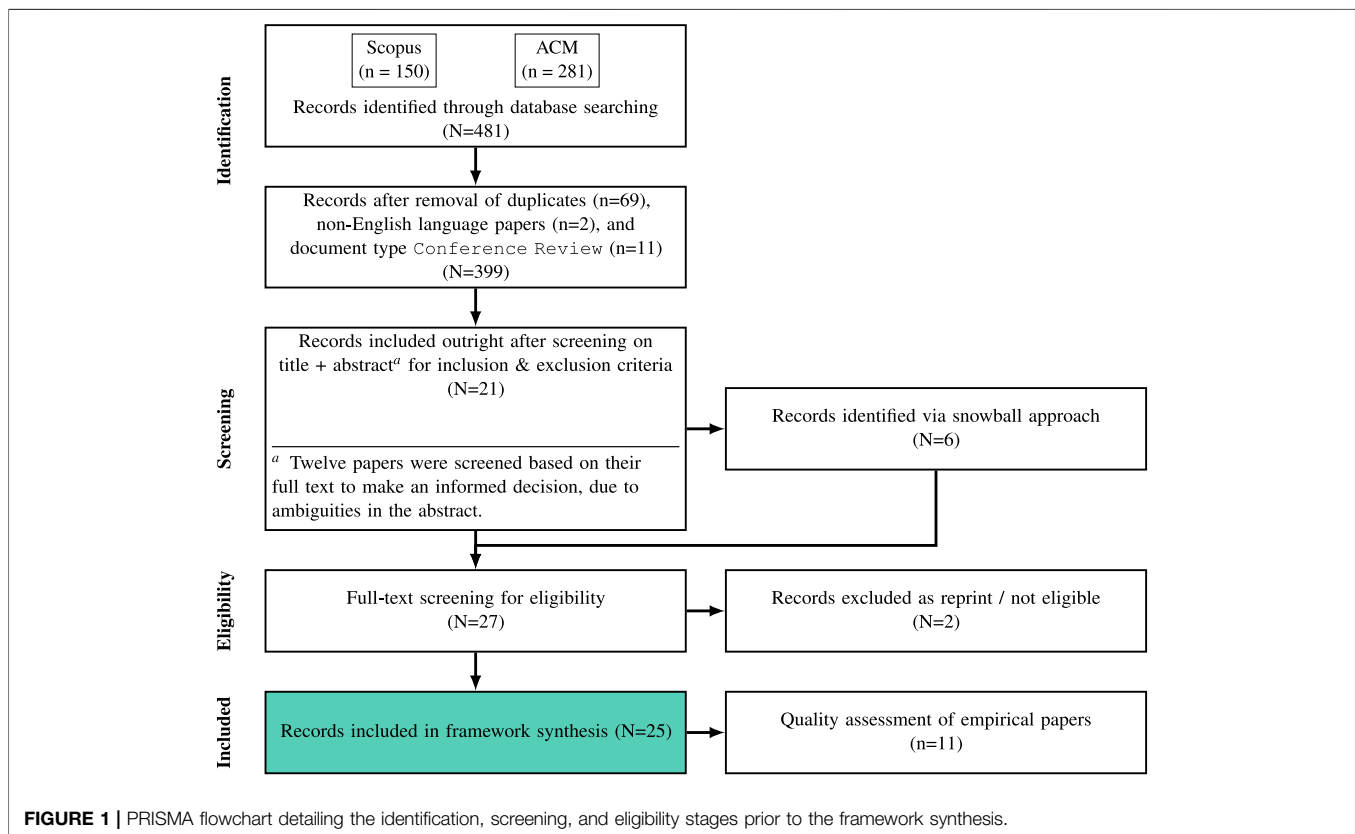 Identification
Scopus
(n = 150)
ACM
(n = 281)
Records identified through database searching
(N=481)
Records after removal of duplicates (n=69),
non-English language papers (n=2), and
document type Conference Review (n=11)
(N=399)
Screening
Records included outright after screening on
title + abstractᵃ for inclusion & exclusion criteria
(N=21)
ᵃ Twelve papers were screened based on their
full text to make an informed decision, due to
ambiguities in the abstract.
Records identified via snowball approach
(N=6)
Eligibility
Full-text screening for eligibility
(N=27)
Records excluded as reprint / not eligible
(N=2)
Included
Records included in framework synthesis (N=25)
Quality assessment of empirical papers
(n=11)
FIGURE 1 | PRISMA flowchart detailing the identification, screening, and eligibility stages prior to the framework synthesis.